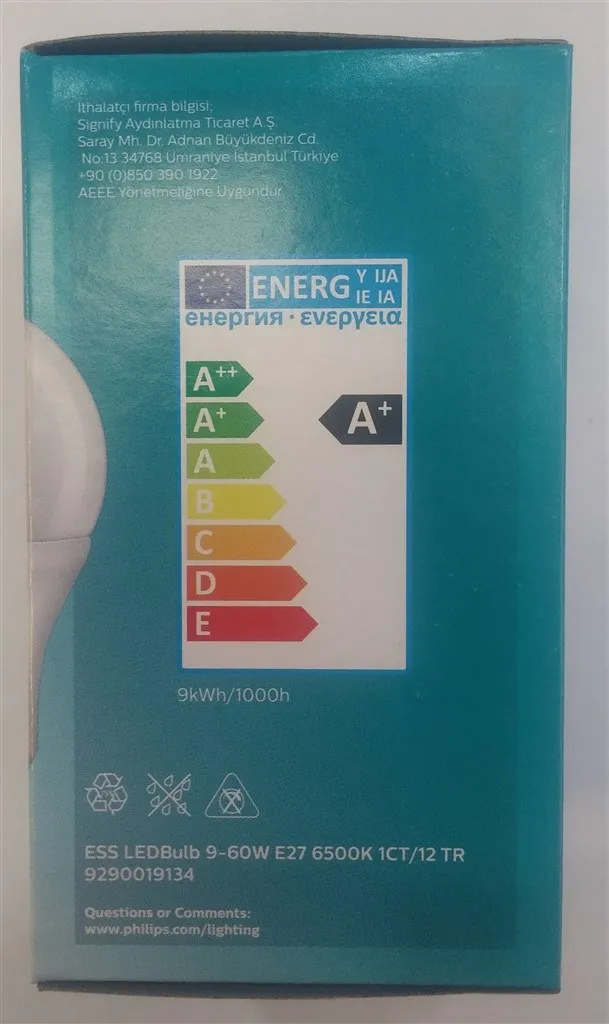 İthalatçı firma bilgisi;
Signify Aydınlatma Ticaret A.Ş.
Saray Mh. Dr. Adnan Büyükdeniz Cd.
No:13 34768 Ümraniye İstanbul Türkiye
+90 (0)850 390 1922
AEEE Yönetmeliğine Uygundur
ENERG Y IJA
IE IA
енергия · ενεργεια
A++
A+
A+
A
B
C
D
E
9kWh/1000h
ESS LEDBulb 9-60W E27 6500K 1CT/12 TR
9290019134
Questions or Comments:
www.philips.com/lighting